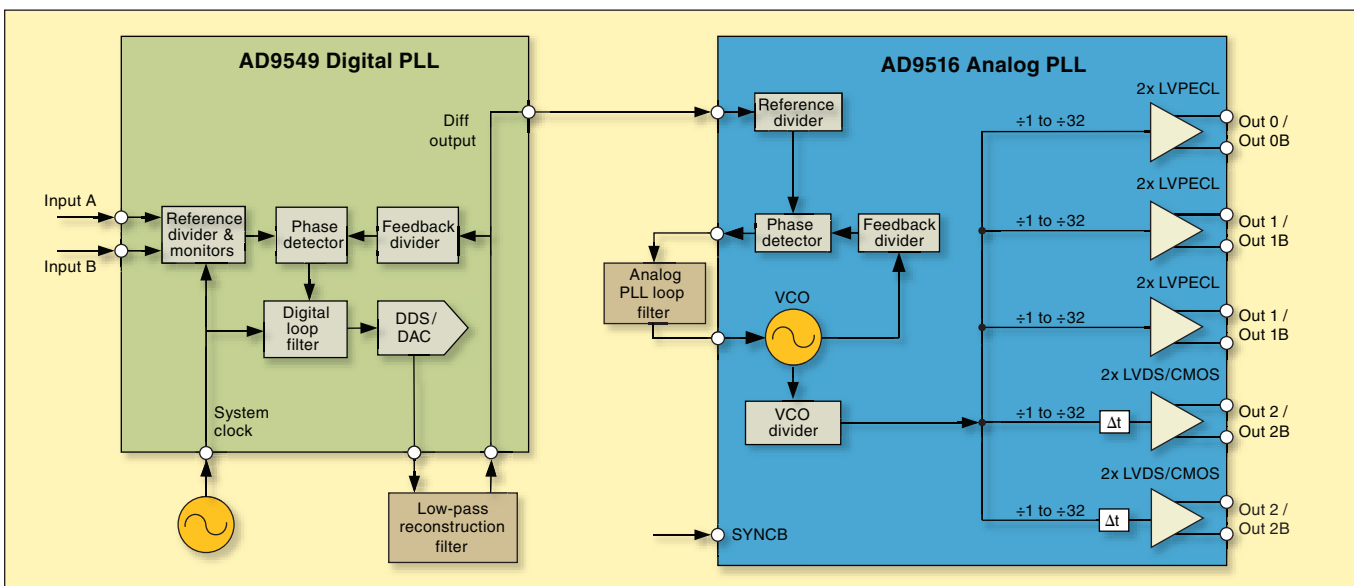 AD9549 Digital PLL
Diff
output
Input A
Input B
Reference
divider &
monitors
Phase
detector
Feedback
divider
Digital
loop
filter
DDS/
DAC
System
clock
Low-pass
reconstruction
filter
AD9516 Analog PLL
Reference
divider
Phase
detector
Feedback
divider
Analog
PLL loop
filter
VCO
VCO
divider
SYNCB
2x LVPECL
÷1 to ÷32
Out 0 /
Out 0B
2x LVPECL
÷1 to ÷32
Out 1 /
Out 1B
2x LVPECL
÷1 to ÷32
Out 1 /
Out 1B
2x LVDS/CMOS
÷1 to ÷32
Δt
Out 2 /
Out 2B
2x LVDS/CMOS
÷1 to ÷32
Δt
Out 2 /
Out 2B